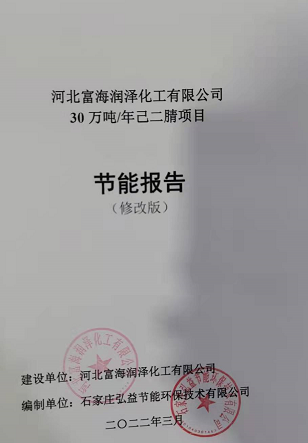 河北富海润泽化工有限公司
30 万吨/年己二腈项目
节能报告
（修改版）
建设单位：河北富海润泽化工有限公司
编制单位：石家庄弘益节能环保技术有限公司
二〇二二年三月